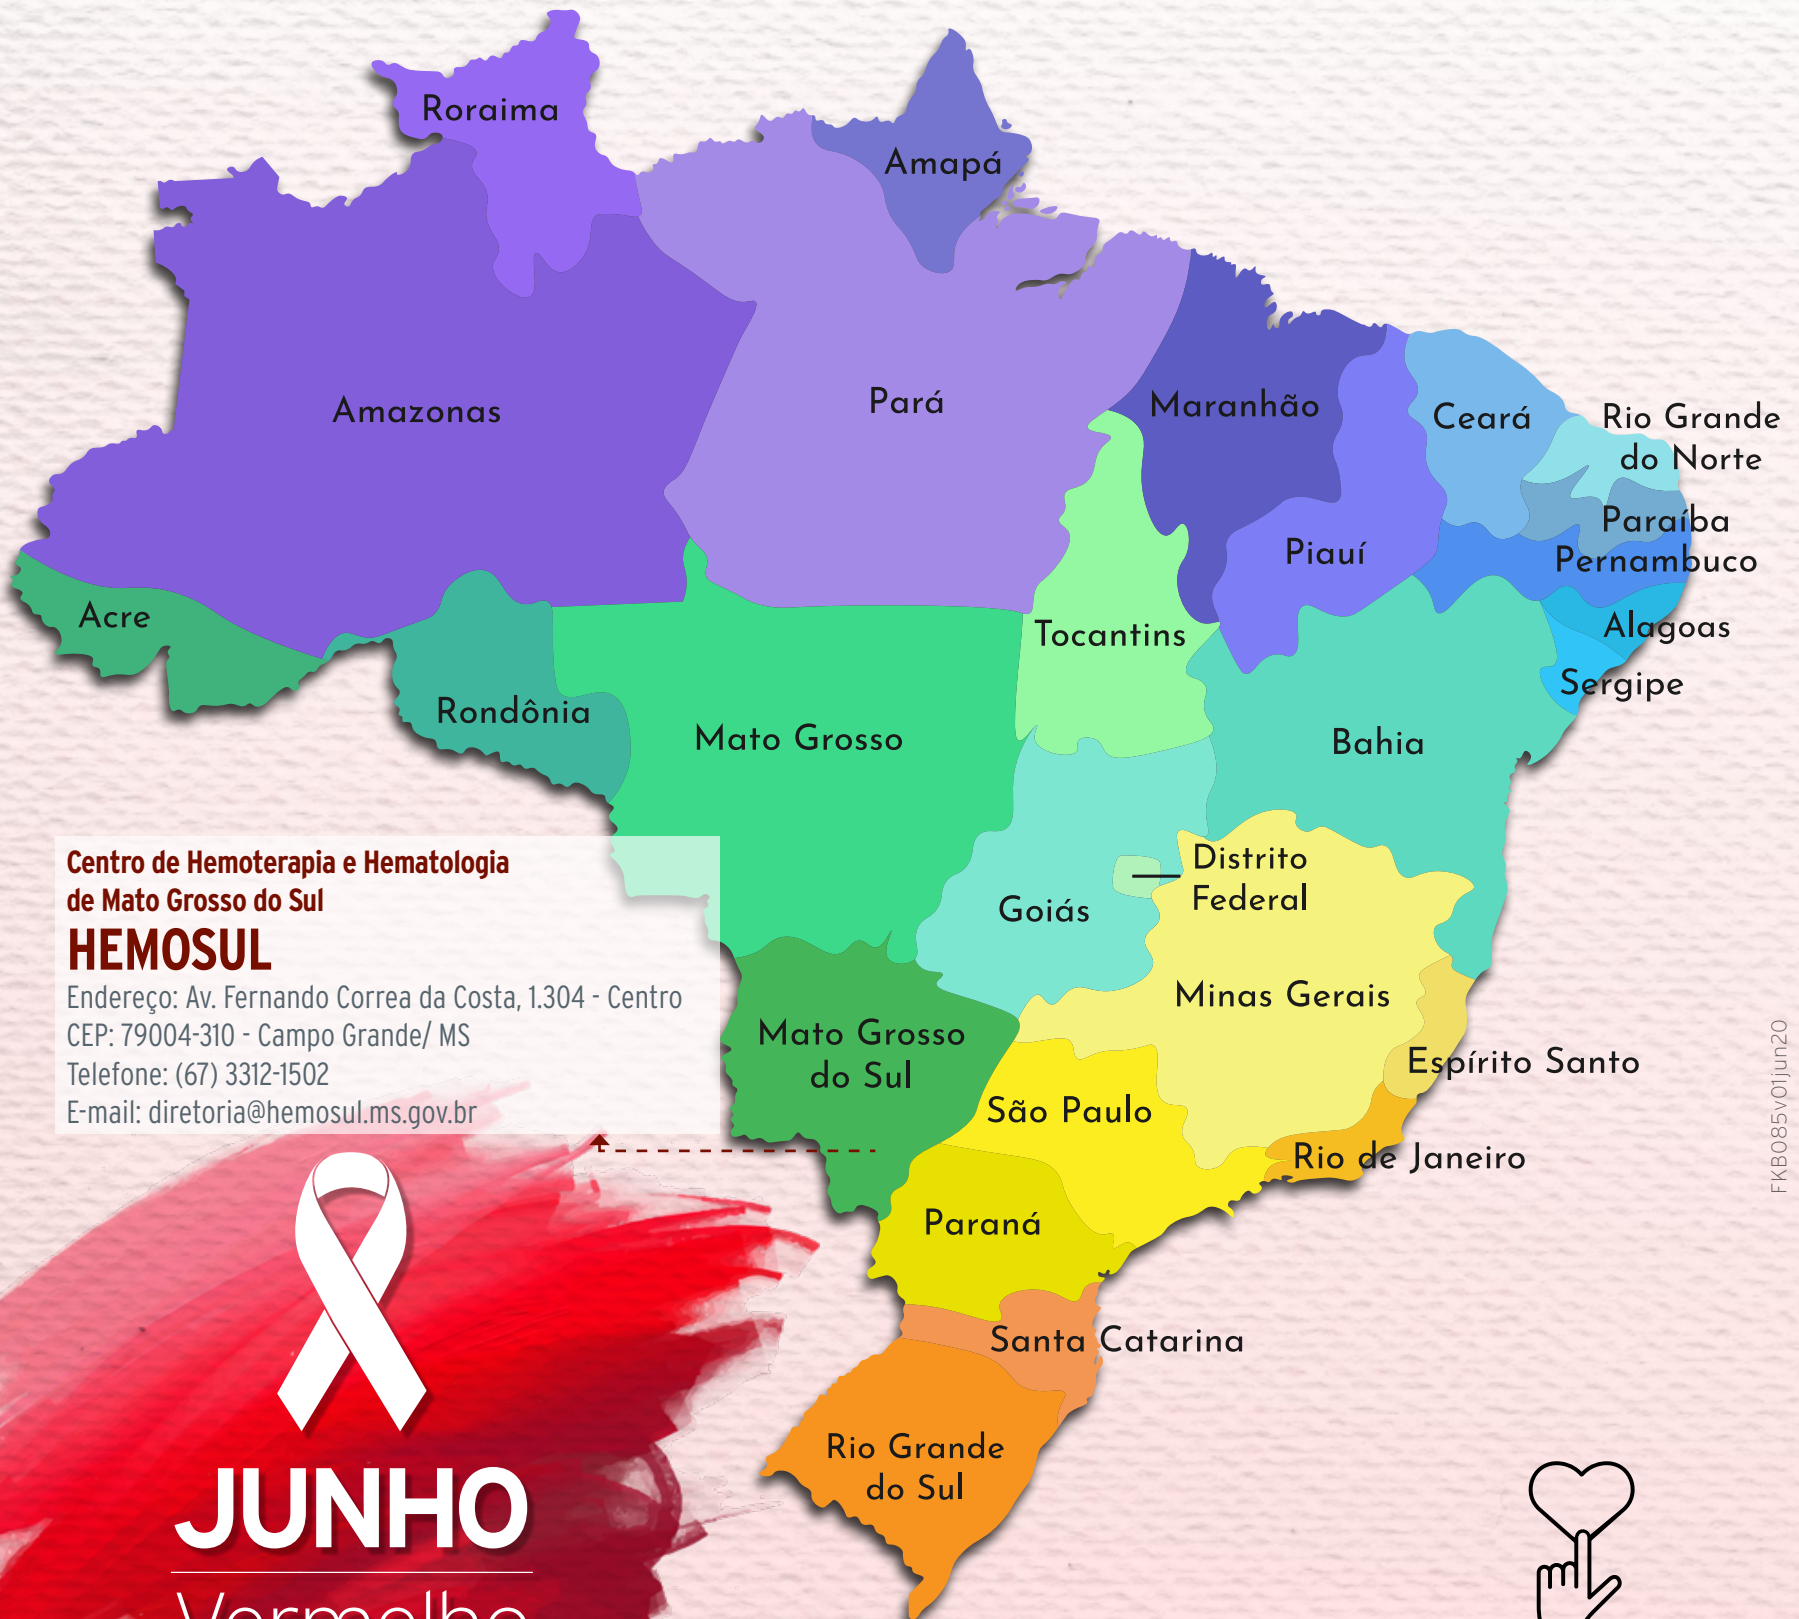 Roraima
Amapá
Amazonas
Pará
Maranhão
Ceará
Rio Grande
do Norte
Paraíba
Piauí
Pernambuco
Acre
Tocantins
Alagoas
Sergipe
Rondônia
Mato Grosso
Bahia
Distrito
Federal
Goiás
Minas Gerais
Mato Grosso
do Sul
Espírito Santo
São Paulo
Rio de Janeiro
Paraná
Santa Catarina
Rio Grande
do Sul
Centro de Hemoterapia e Hematologia
de Mato Grosso do Sul
HEMOSUL
Endereço: Av. Fernando Correa da Costa, 1.304 - Centro
CEP: 79004-310 - Campo Grande/ MS
Telefone: (67) 3312-1502
E-mail: diretoria@hemosul.ms.gov.br
JUNHO
Vermelho
FKB085v01jun20